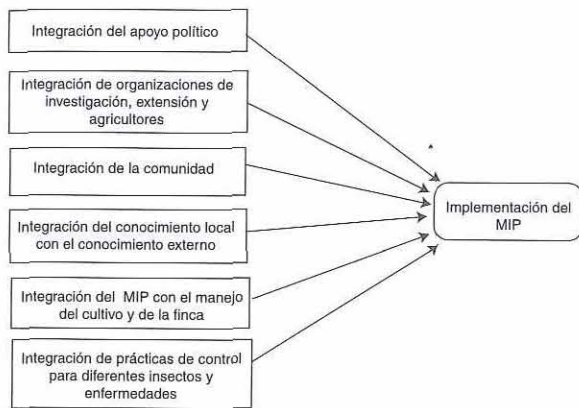 Integración del apoyo político
Integración de organizaciones de
investigación, extensión y
agricultores
Integración de la comunidad
Integración del conocimiento local
con el conocimiento externo
Integración del MIP con el manejo
del cultivo y de la finca
Integración de prácticas de control
para diferentes insectos y
enfermedades
Implementación del
MIP